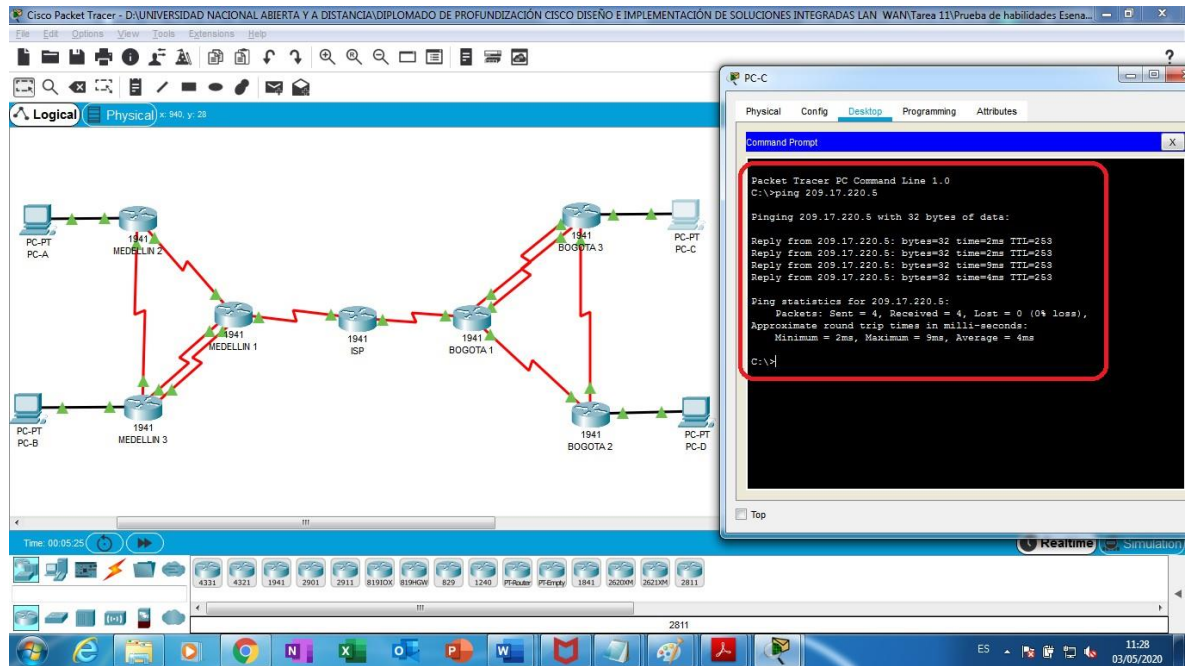 Cisco Packet Tracer - D:\UNIVERSIDAD NACIONAL ABIERTA Y A DISTANCIA\DIPLOMADO DE PROFUNDIZACIÓN CISCO DISEÑO E IMPLEMENTACIÓN DE SOLUCIONES INTEGRADAS LAN WAN\Tarea 11\Prueba de habilidades Esena...
File Edit Options View Tools Extensions Help
?
Logical Physical x: 940, y: 28
PC-PT
PC-A
1941
MEDELLIN 2
1941
BOGOTA 3
PC-PT
PC-C
1941
MEDELLIN 1
1941
ISP
1941
BOGOTA 1
PC-PT
PC-B
1941
MEDELLIN 3
1941
BOGOTA 2
PC-PT
PC-D
PC-C
Physical Config Desktop Programming Attributes
Command Prompt
X
Packet Tracer PC Command Line 1.0
C:\>ping 209.17.220.5
Pinging 209.17.220.5 with 32 bytes of data:
Reply from 209.17.220.5: bytes=32 time=2ms TTL=253
Reply from 209.17.220.5: bytes=32 time=2ms TTL=253
Reply from 209.17.220.5: bytes=32 time=9ms TTL=253
Reply from 209.17.220.5: bytes=32 time=4ms TTL=253
Ping statistics for 209.17.220.5:
Packets: Sent = 4, Received = 4, Lost = 0 (0% loss),
Approximate round trip times in milli-seconds:
Minimum = 2ms, Maximum = 9ms, Average = 4ms
C:\>
Top
Time: 00:05:25
Realtime Simulation
4331 4321 1941 2901 2911 819IOX 819HGW 829 1240 PT-Router PT-Empty 1841 2620XM 2621XM 2811
2811
ES
11:28
03/05/2020